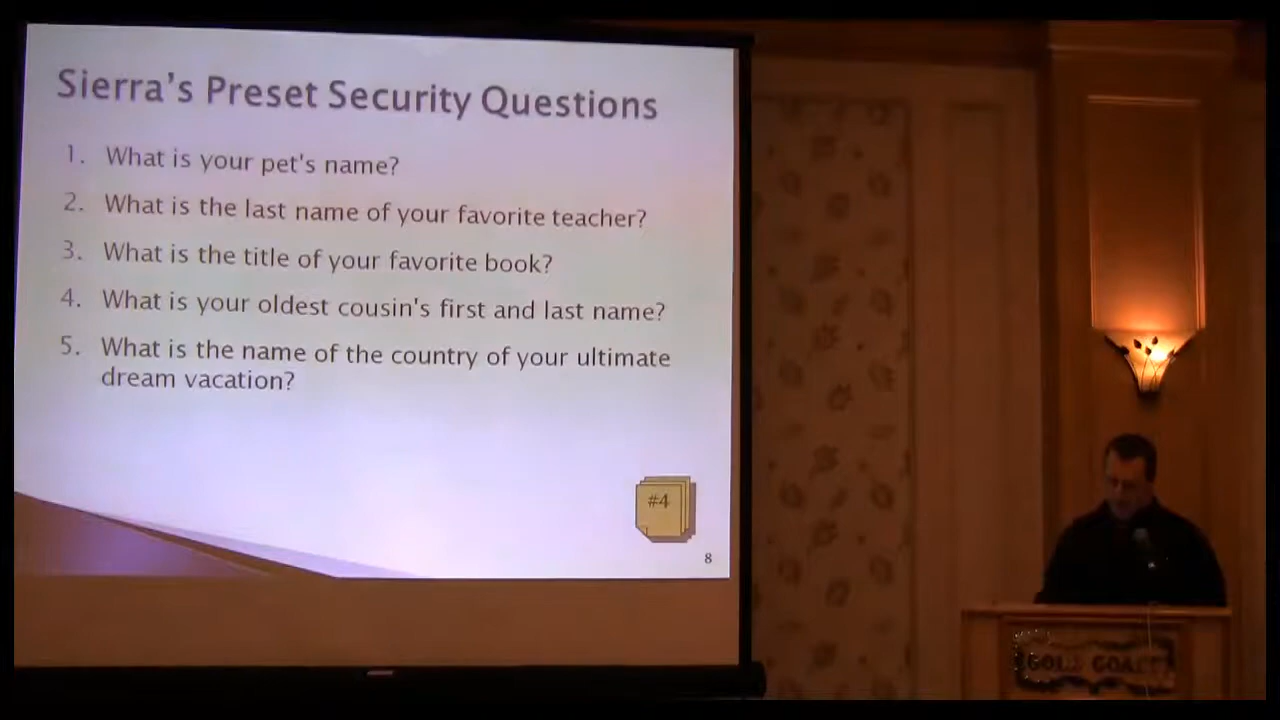 Sierra's Preset Security Questions
1. What is your pet's name?
2. What is the last name of your favorite teacher?
3. What is the title of your favorite book?
4. What is your oldest cousin's first and last name?
5. What is the name of the country of your ultimate
dream vacation?
#4
8
GOLD COAST